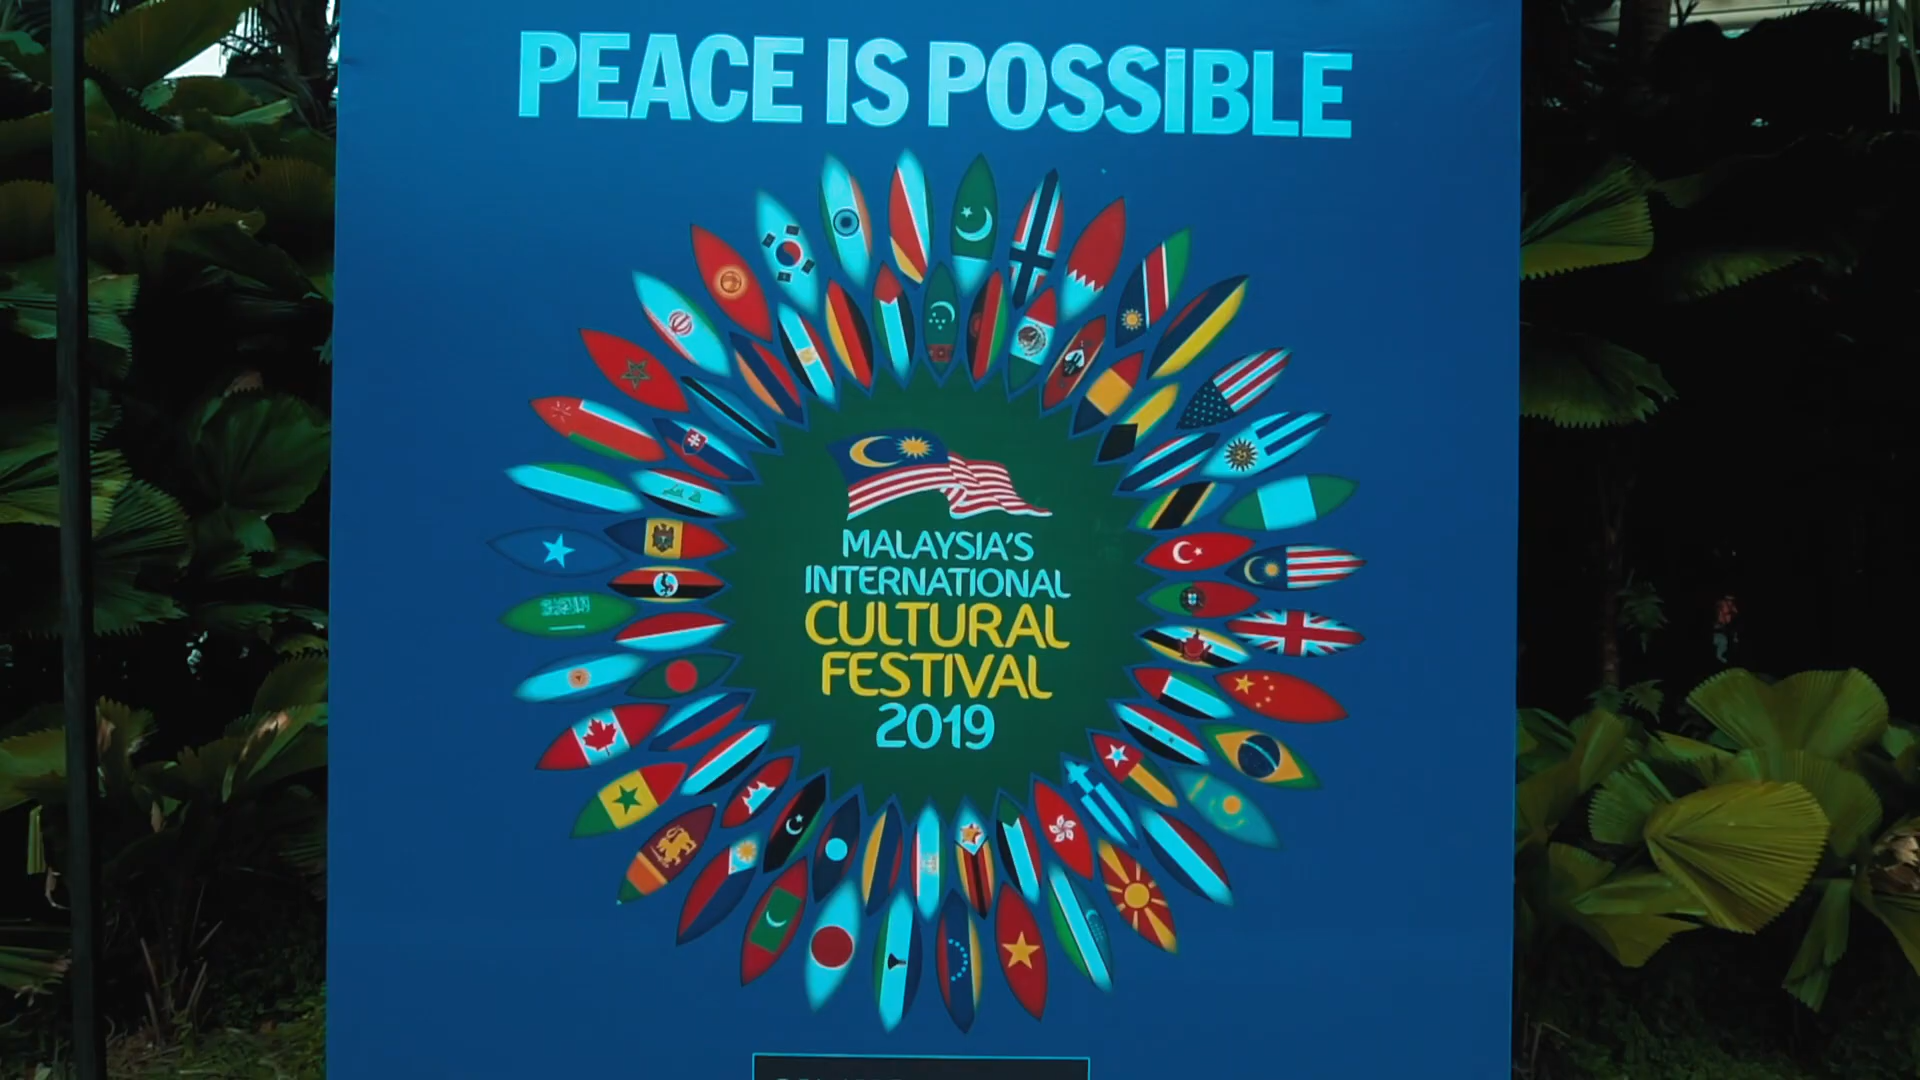 PEACE IS POSSIBLE
MALAYSIA'S
INTERNATIONAL
CULTURAL
FESTIVAL
2019